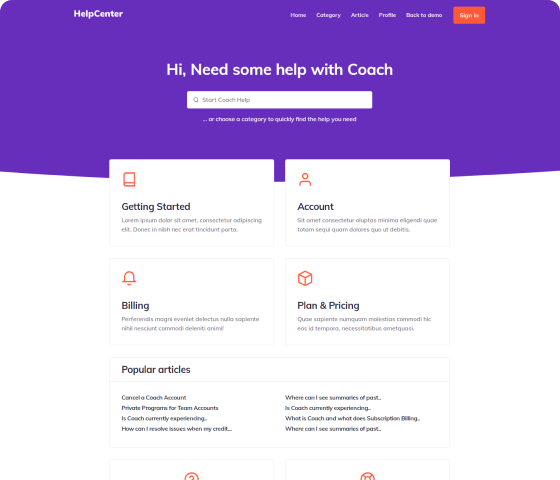 HelpCenter
Home Category Article Profile Back to demo Sign in
Hi, Need some help with Coach
Start Coach Help
... or choose a category to quickly find the help you need
Getting Started
Lorem ipsum dolor sit amet, consectetur adipiscing
elit. Donec in nibh nec erat tincidunt porta.
Account
Sit amet consectetur aluptas minima eligendi quae
totam sequi quam dolores quo ut debitis.
Billing
Perferendis magni eveniet delectus nulla sapiente
nihil nesciunt commodi deleniti animi!
Plan & Pricing
Quae sapiente numquam molestias commodi hic
eos id tempora, necessitatibus ametquasi.
Popular articles
Cancel a Coach Account
Private Programs for Team Accounts
Is Coach currently experiencing..
How can I resolve issues when my credit...
Where can I see summaries of past..
Is Coach currently experiencing..
What is Coach and what does Subscription Billing..
Where can I see summaries of past..